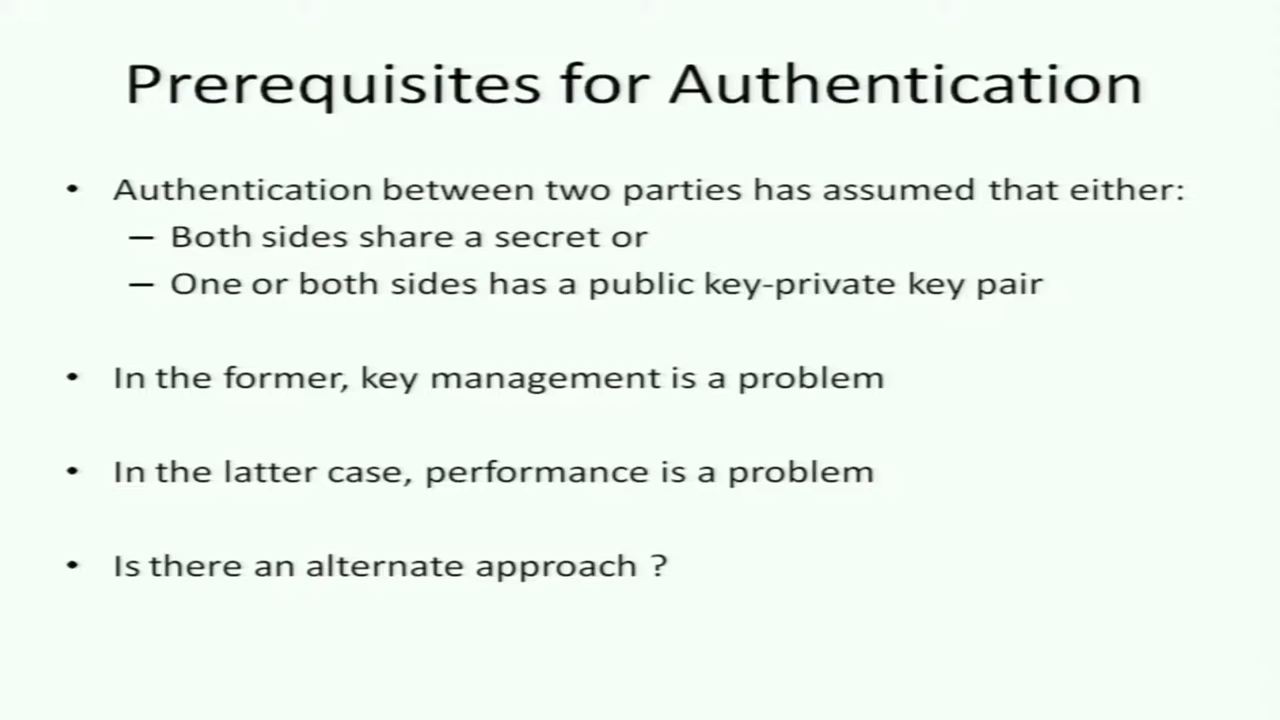 Prerequisites for Authentication
• Authentication between two parties has assumed that either:
– Both sides share a secret or
– One or both sides has a public key-private key pair
• In the former, key management is a problem
• In the latter case, performance is a problem
• Is there an alternate approach ?